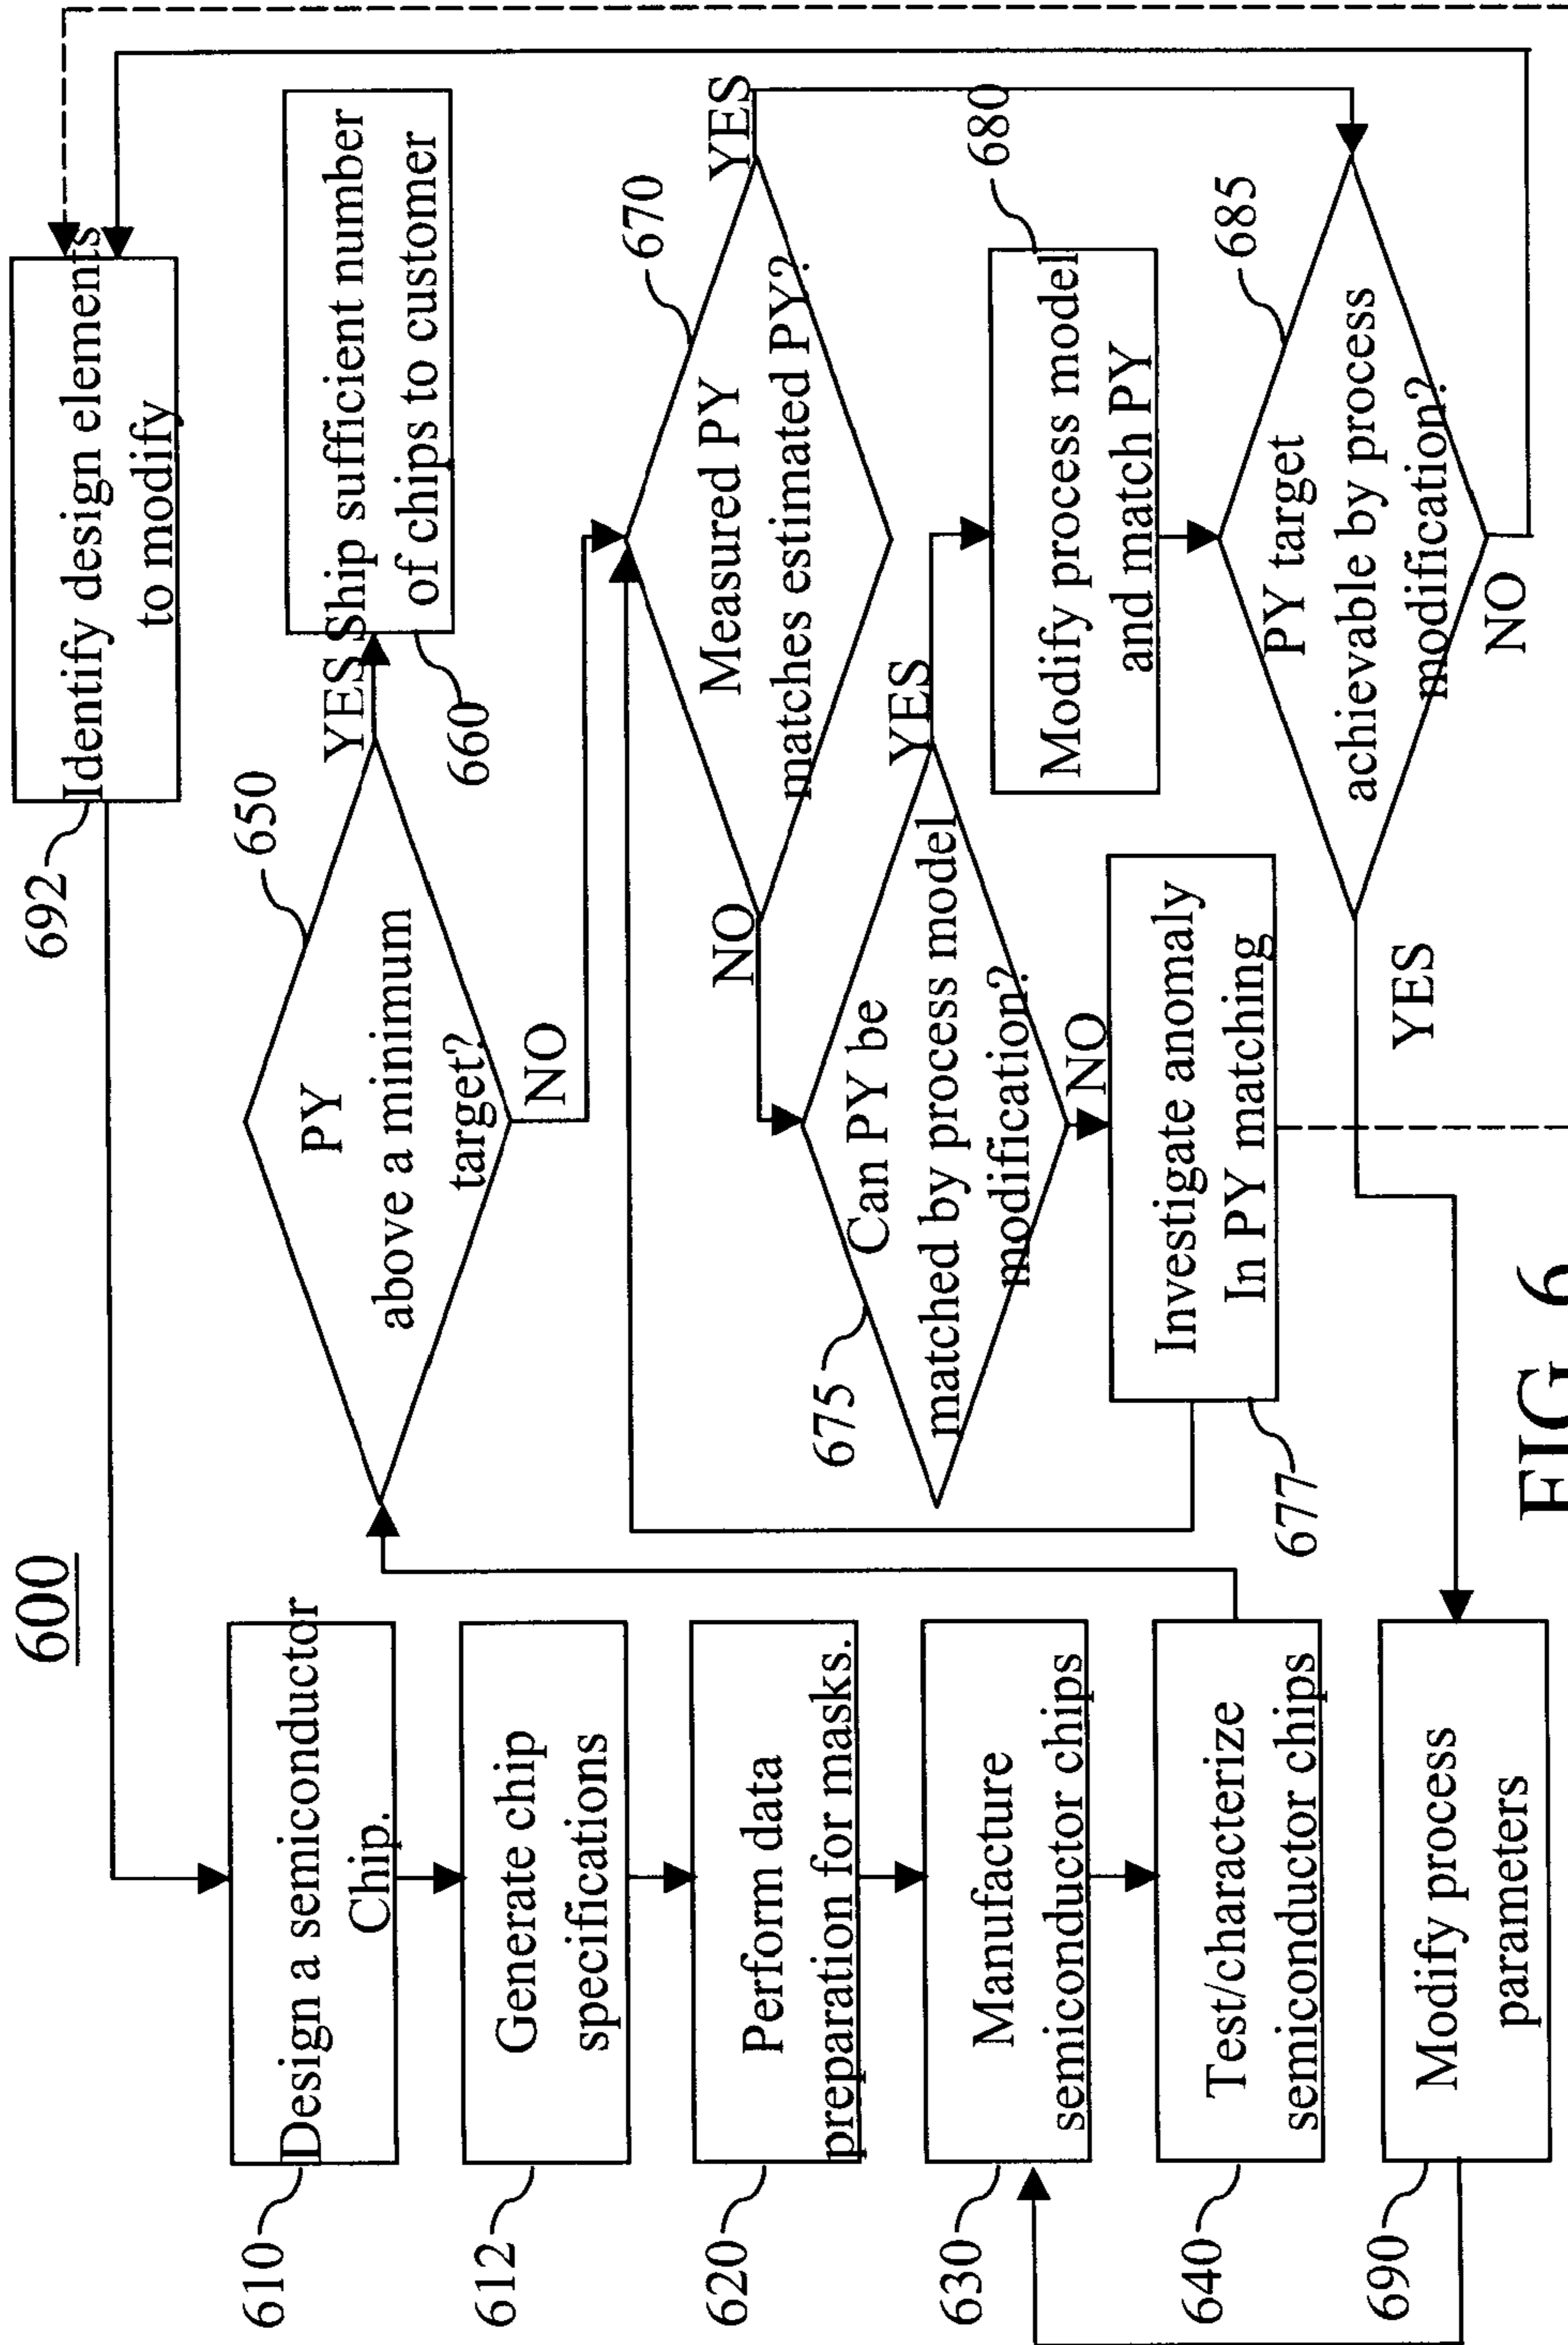 600
692
Identify design elements
to modify
610
Design a semiconductor
Chip.
612
Generate chip
specifications
620
Perform data
preparation for masks.
630
Manufacture
semiconductor chips
640
Test/characterize
semiconductor chips
690
Modify process
parameters
650
PY
above a minimum
target?
YES
NO
660
Ship sufficient number
of chips to customer
670
Measured PY
matches estimated PY?
YES
NO
675
Can PY be
matched by process model
modification?
YES
NO
677
Investigate anomaly
In PY matching
680
Modify process model
and match PY
685
PY target
achievable by process
modification?
YES
NO
FIG. 6